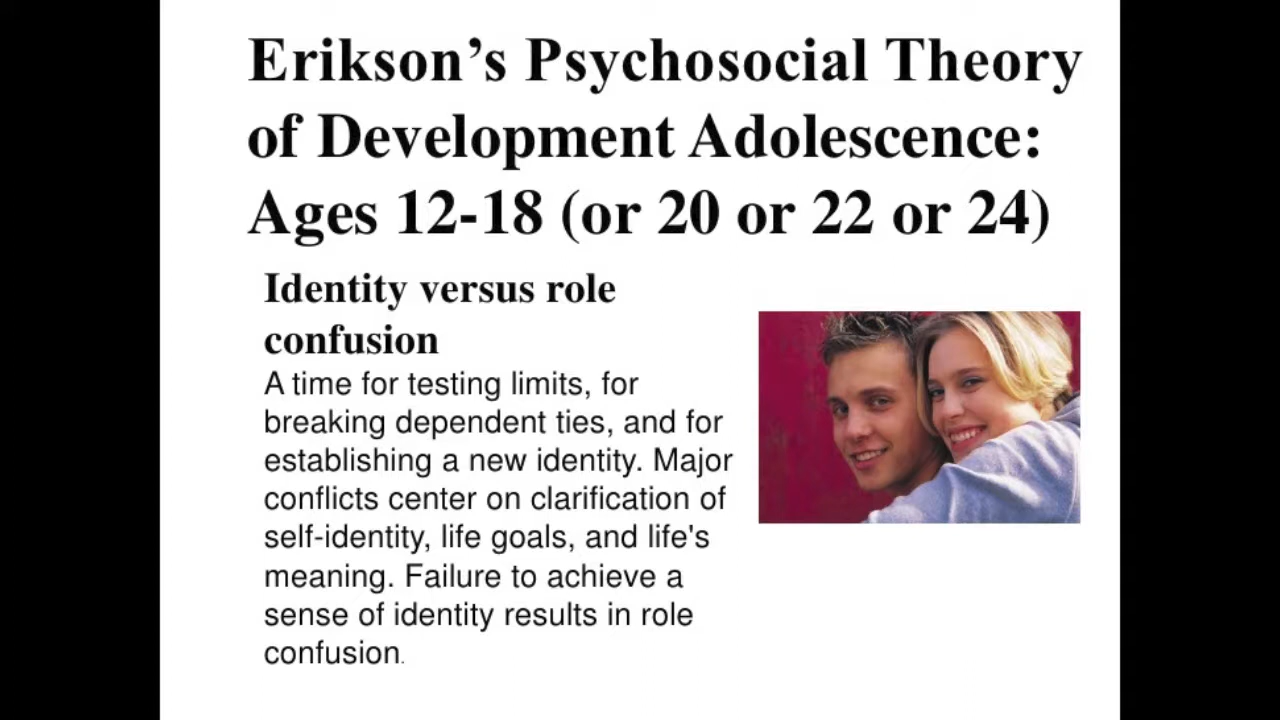 Erikson’s Psychosocial Theory
of Development Adolescence:
Ages 12-18 (or 20 or 22 or 24)
Identity versus role
confusion
A time for testing limits, for
breaking dependent ties, and for
establishing a new identity. Major
conflicts center on clarification of
self-identity, life goals, and life's
meaning. Failure to achieve a
sense of identity results in role
confusion.